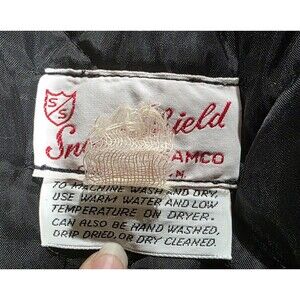 S
S
Sn ield
AMCO
N.
TO MACHINE WASH AND DRY,
USE WARM WATER AND LOW
TEMPERATURE ON DRYER.
CAN ALSO BE HAND WASHED,
DRIP DRIED, OR DRY CLEANED.